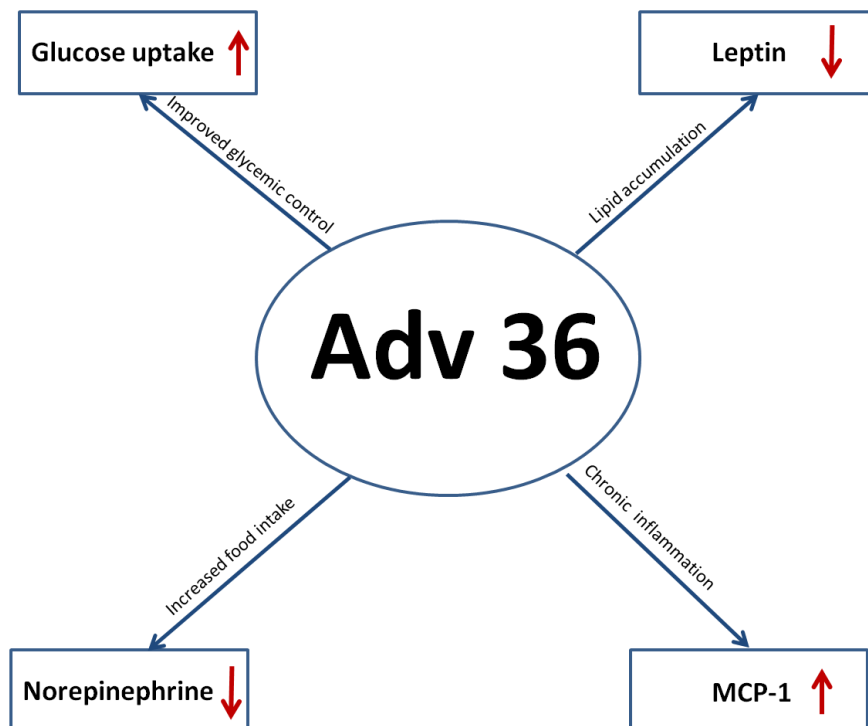 Glucose uptake
Leptin
Improved glycemic control
Lipid accumulation
Adv 36
Increased food intake
Chronic inflammation
Norepinephrine
MCP-1